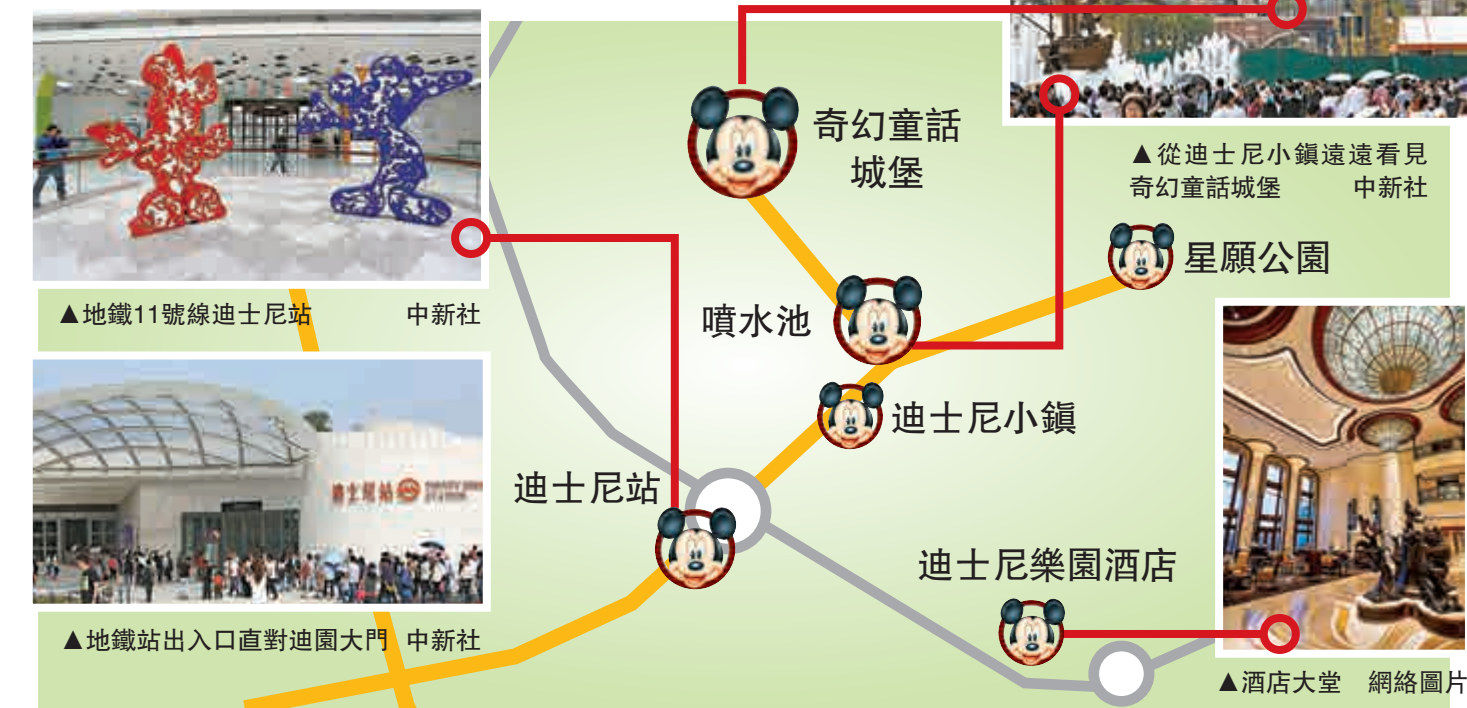 奇幻童話
城堡
▲從迪士尼小鎮遠遠看見
奇幻童話城堡 中新社
星願公園
▲地鐵11號線迪士尼站 中新社
噴水池
迪士尼小鎮
迪士尼站
迪士尼站
迪士尼樂園酒店
▲地鐵站出入口直對迪園大門 中新社
▲酒店大堂 網絡圖片